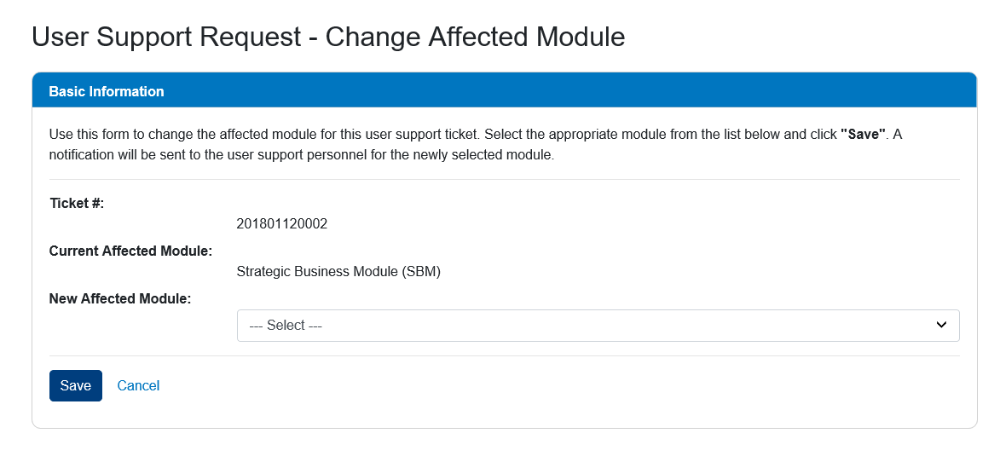 User Support Request - Change Affected Module
Basic Information
Use this form to change the affected module for this user support ticket. Select the appropriate module from the list below and click "Save". A
notification will be sent to the user support personnel for the newly selected module.
Ticket #:
201801120002
Current Affected Module:
Strategic Business Module (SBM)
New Affected Module:
--- Select ---
Save Cancel